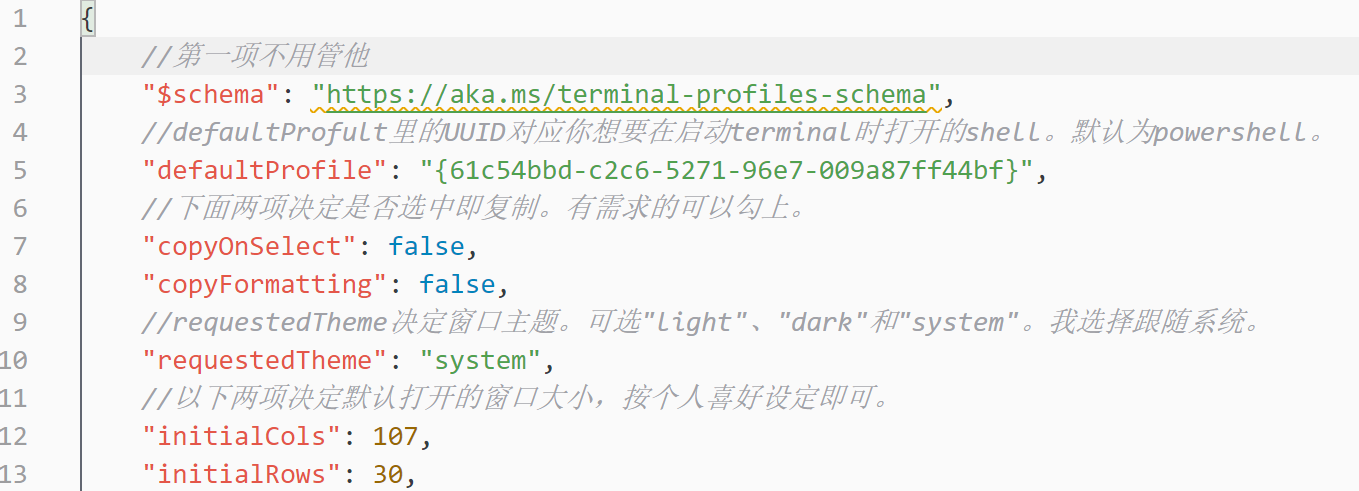 1 {
2 //第一项不用管他
3 "$schema": "https://aka.ms/terminal-profiles-schema",
4 //defaultProfult里的UUID对应你想要在启动terminal时打开的shell。默认为powershell。
5 "defaultProfile": "{61c54bbd-c2c6-5271-96e7-009a87ff44bf}",
6 //下面两项决定是否选中即复制。有需求的可以勾上。
7 "copyOnSelect": false,
8 "copyFormatting": false,
9 //requestedTheme决定窗口主题。可选"light"、"dark"和"system"。我选择跟随系统。
10 "requestedTheme": "system",
11 //以下两项决定默认打开的窗口大小，按个人喜好设定即可。
12 "initialCols": 107,
13 "initialRows": 30,